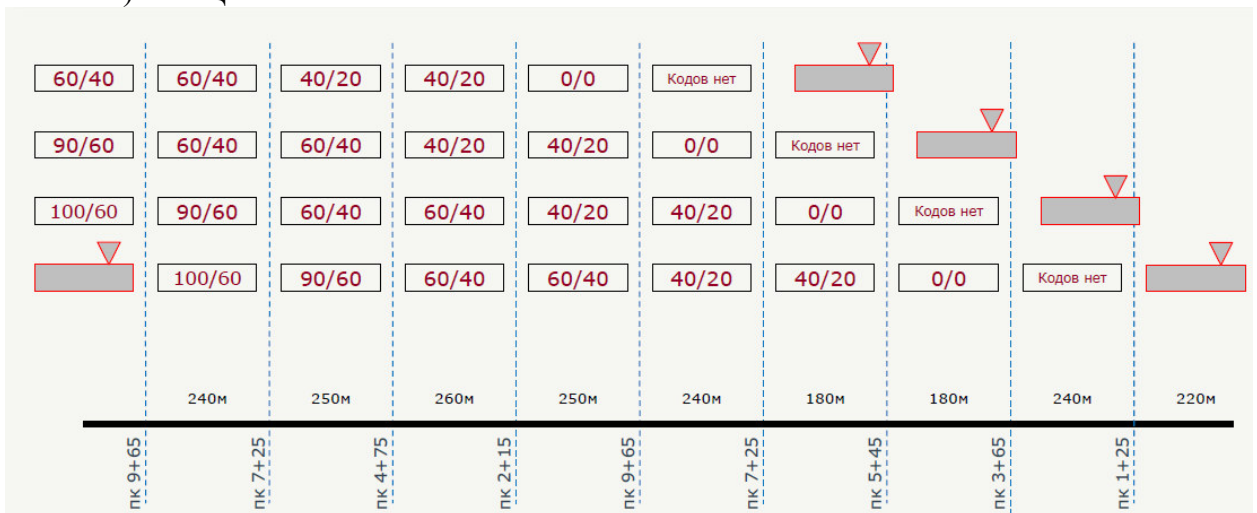 60/40 60/40 40/20 40/20 0/0 Кодов нет
90/60 60/40 60/40 40/20 40/20 0/0 Кодов нет
100/60 90/60 60/40 60/40 40/20 40/20 0/0 Кодов нет
100/60 90/60 60/40 60/40 40/20 40/20 0/0 Кодов нет
240м 250м 260м 250м 240м 180м 180м 240м 220м
пк 9+65 пк 7+25 пк 4+75 пк 2+15 пк 9+65 пк 7+25 пк 5+45 пк 3+65 пк 1+25